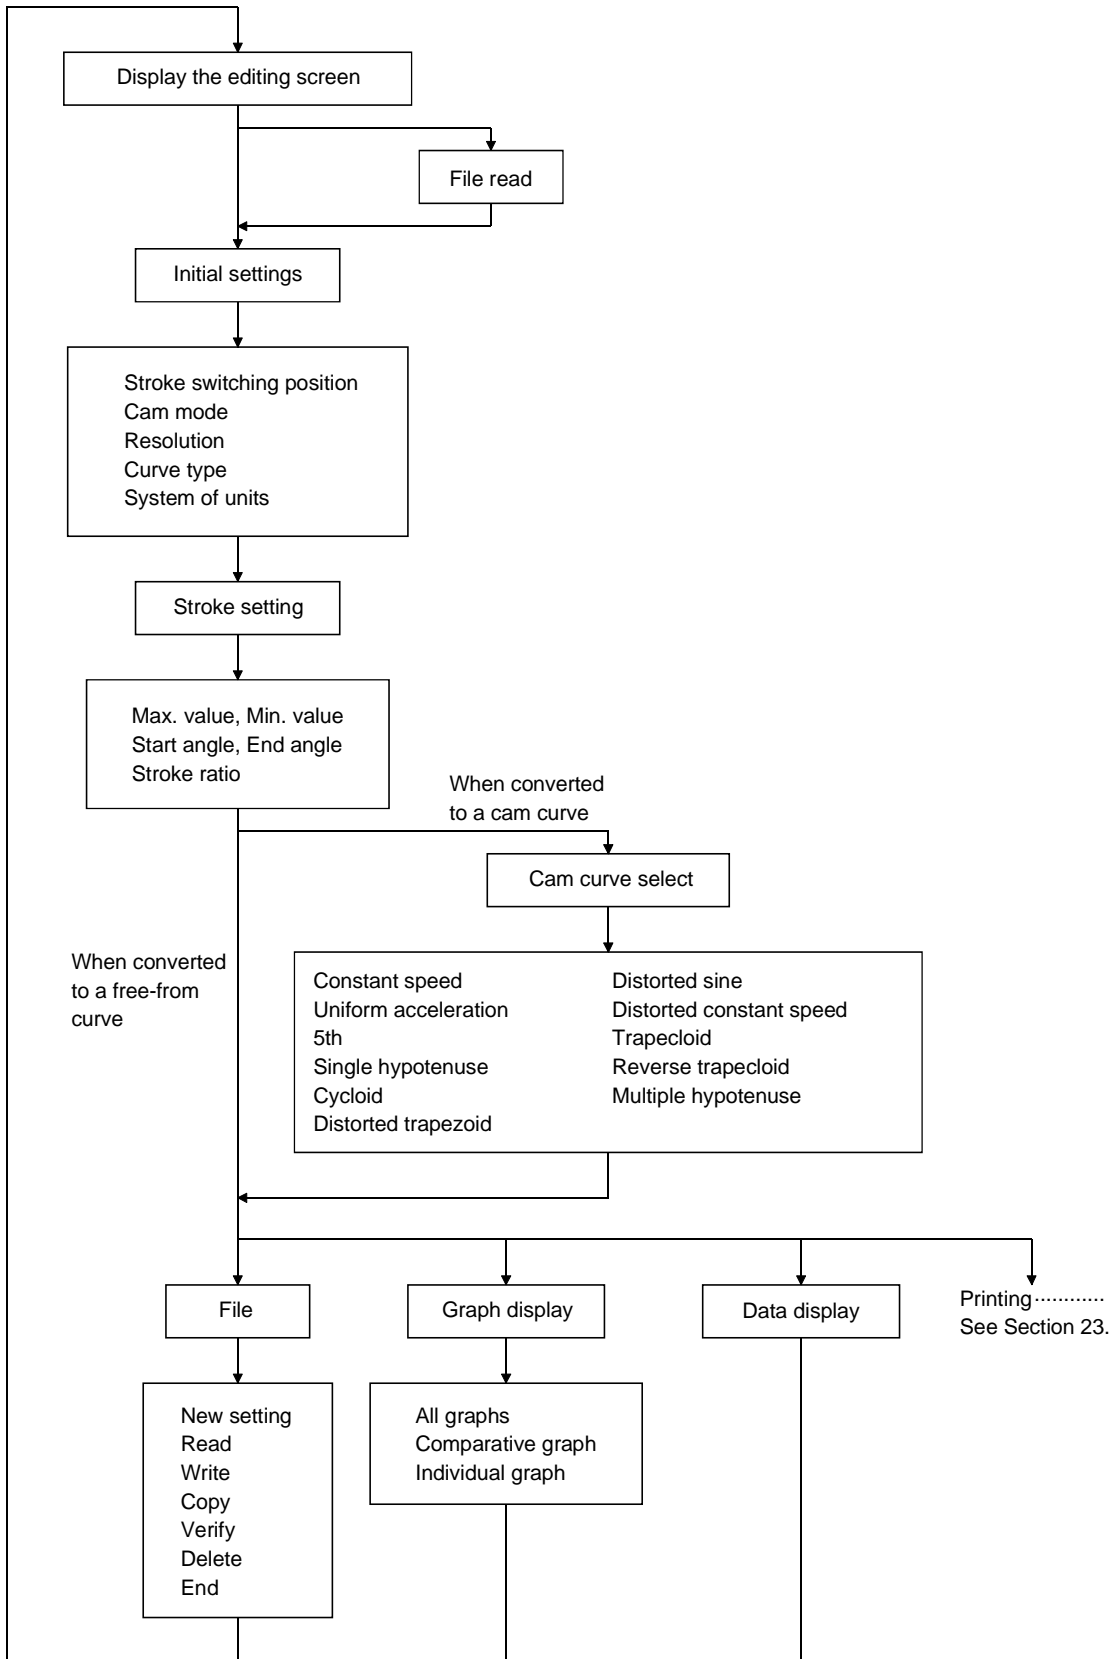 Display the editing screen
File read
Initial settings
Stroke switching position
Cam mode
Resolution
Curve type
System of units
Stroke setting
Max. value, Min. value
Start angle, End angle
Stroke ratio
When converted
to a cam curve
Cam curve select
When converted
to a free-from
curve
Constant speed
Uniform acceleration
5th
Single hypotenuse
Cycloid
Distorted trapezoid
Distorted sine
Distorted constant speed
Trapecloid
Reverse trapecloid
Multiple hypotenuse
File
Graph display
Data display
Printing············
See Section 23.
New setting
Read
Write
Copy
Verify
Delete
End
All graphs
Comparative graph
Individual graph